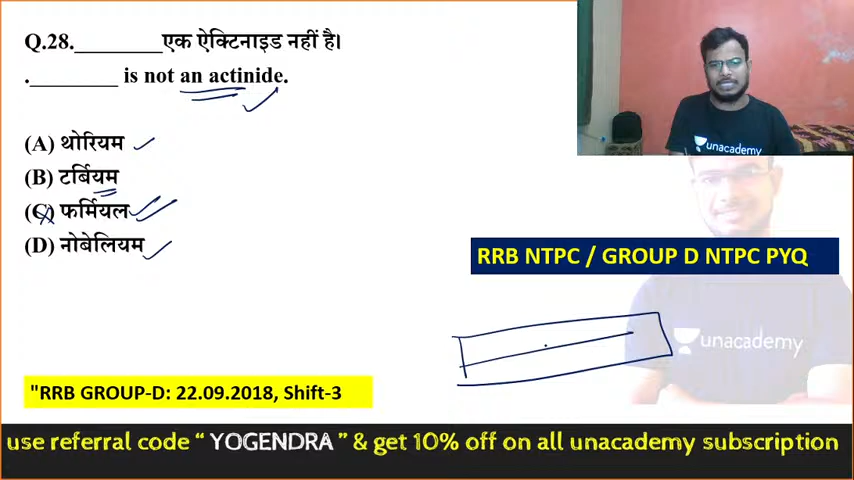 Q.28.________एक ऐक्टिनाइड नहीं है।
.________ is not an actinide.
(A) थोरियम
(B) टर्बियम
(C) फर्मियल
(D) नोबेलियम
unacademy
RRB NTPC / GROUP D NTPC PYQ
unacademy
"RRB GROUP-D: 22.09.2018, Shift-3
use referral code “ YOGENDRA ” & get 10% off on all unacademy subscription